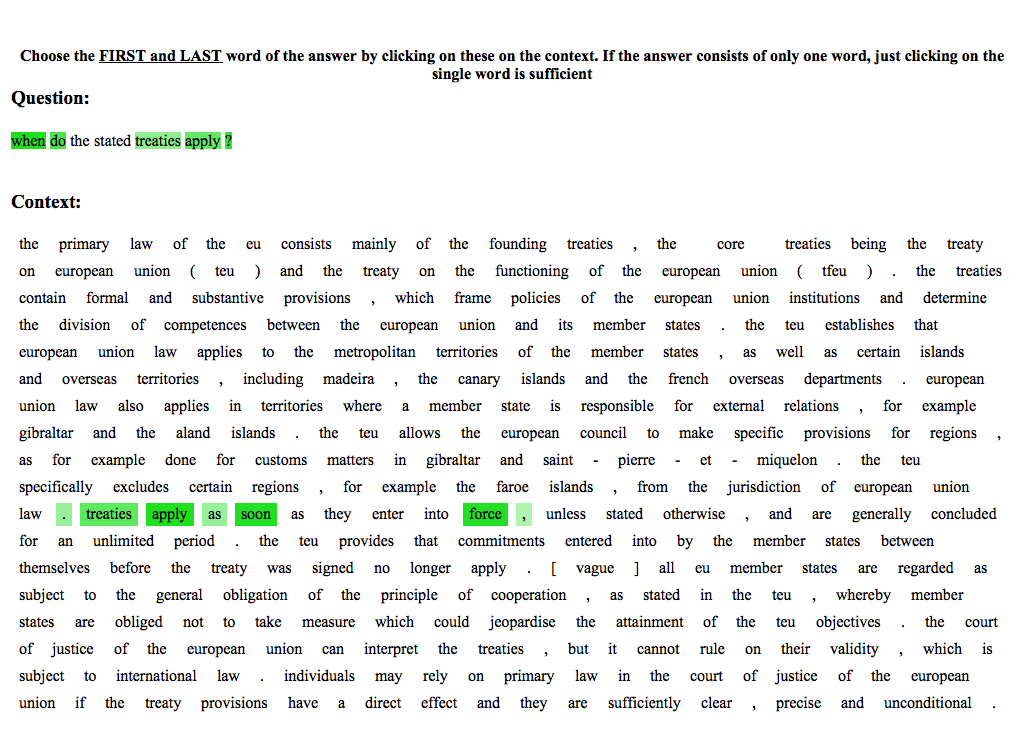 Choose the FIRST and LAST word of the answer by clicking on these on the context. If the answer consists of only one word, just clicking on the
single word is sufficient
Question:
when do the stated treaties apply ?
Context:
the primary law of the eu consists mainly of the founding treaties , the core treaties being the treaty
on european union ( teu ) and the treaty on the functioning of the european union ( tfeu ) . the treaties
contain formal and substantive provisions , which frame policies of the european union institutions and determine
the division of competences between the european union and its member states . the teu establishes that
european union law applies to the metropolitan territories of the member states , as well as certain islands
and overseas territories , including madeira , the canary islands and the french overseas departments . european
union law also applies in territories where a member state is responsible for external relations , for example
gibraltar and the aland islands . the teu allows the european council to make specific provisions for regions ,
as for example done for customs matters in gibraltar and saint - pierre - et - miquelon . the teu
specifically excludes certain regions , for example the faroe islands , from the jurisdiction of european union
law . treaties apply as soon as they enter into force , unless stated otherwise , and are generally concluded
for an unlimited period . the teu provides that commitments entered into by the member states between
themselves before the treaty was signed no longer apply . [ vague ] all eu member states are regarded as
subject to the general obligation of the principle of cooperation , as stated in the teu , whereby member
states are obliged not to take measure which could jeopardise the attainment of the teu objectives . the court
of justice of the european union can interpret the treaties , but it cannot rule on their validity , which is
subject to international law . individuals may rely on primary law in the court of justice of the european
union if the treaty provisions have a direct effect and they are sufficiently clear , precise and unconditional .